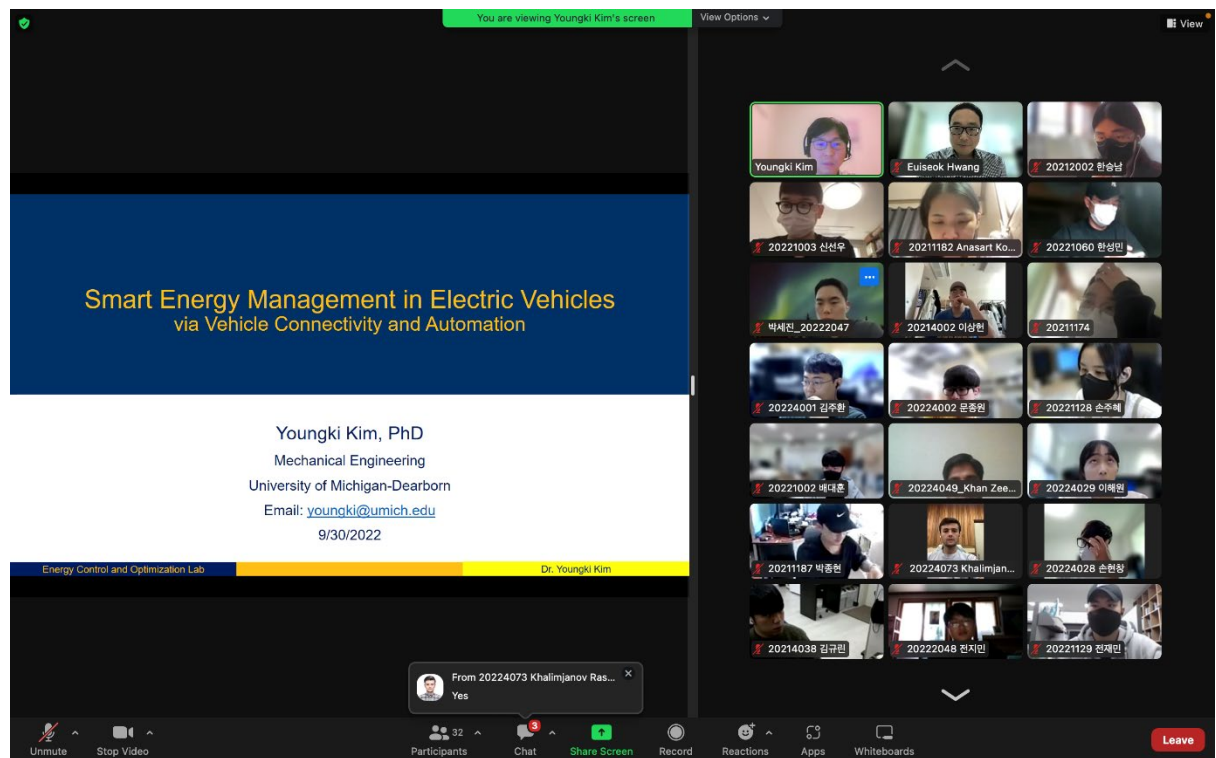 You are viewing Youngki Kim's screen
View Options
View
Smart Energy Management in Electric Vehicles
via Vehicle Connectivity and Automation
Youngki Kim, PhD
Mechanical Engineering
University of Michigan-Dearborn
Email: youngki@umich.edu
9/30/2022
Energy Control and Optimization Lab
Dr. Youngki Kim
Youngki Kim
Euiseok Hwang
20212002 한승남
20221003 신선우
20211182 Anasart Ko...
20221060 한성민
박세진_20222047
20214002 이상헌
20211174
20224001 김주환
20224002 문종원
20221128 손주혜
20221002 배대훈
20224049_Khan Zee...
20224029 이해원
20211187 박종현
20224073 Khalimjan...
20224028 손현창
20214038 김규린
20222048 전지민
20221129 전재민
From 20224073 Khalimjanov Ras...
Yes
Unmute
Stop Video
32
Participants
3
Chat
Share Screen
Record
Reactions
Apps
Whiteboards
Leave